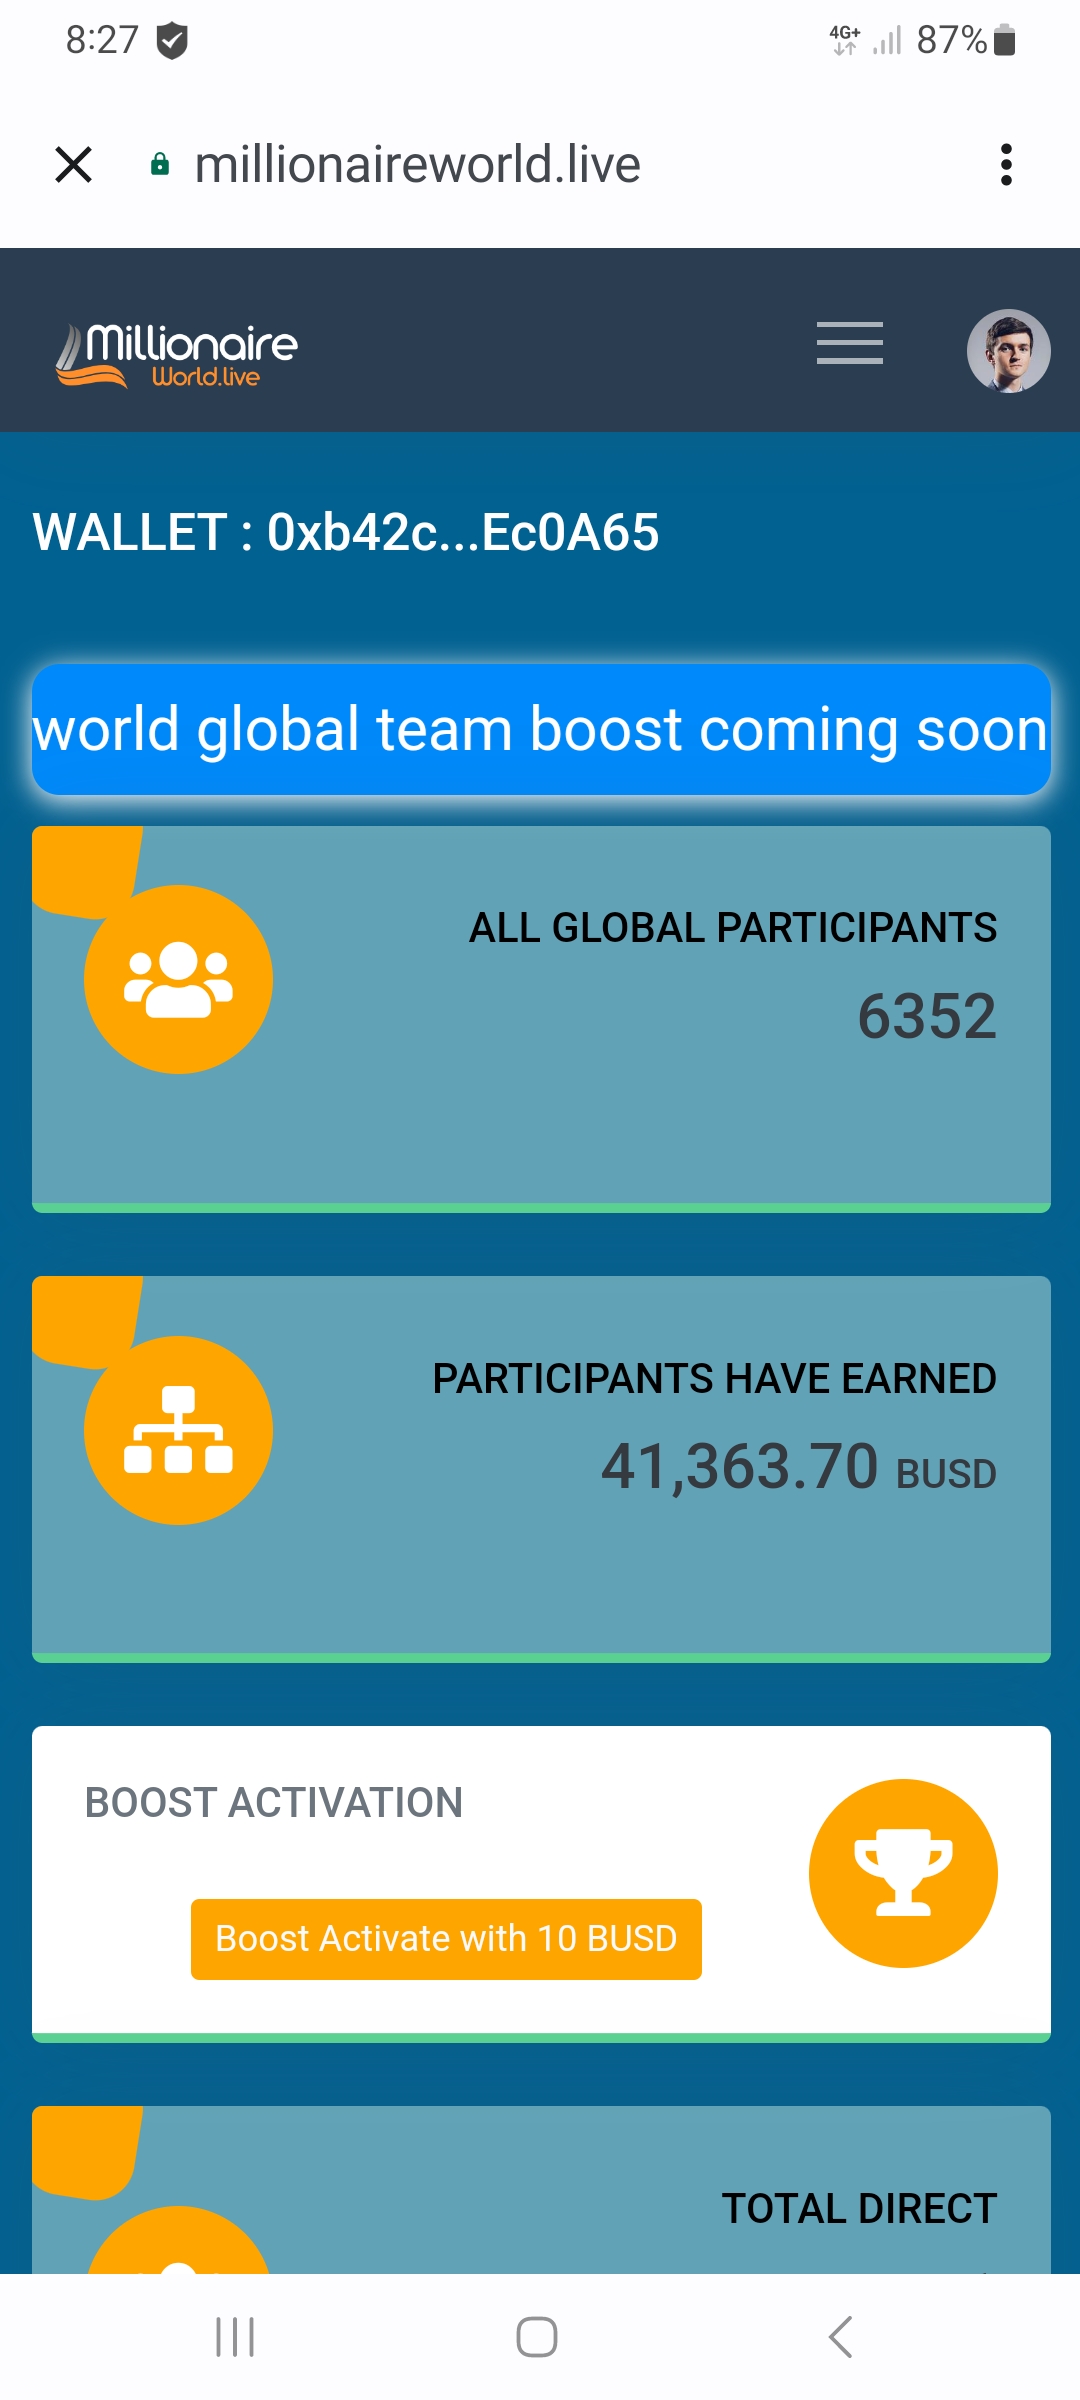 8:27
4G+
87%
millionaireworld.live
Millionaire
World.live
WALLET : 0xb42c...Ec0A65
world global team boost coming soon
ALL GLOBAL PARTICIPANTS
6352
PARTICIPANTS HAVE EARNED
41,363.70 BUSD
BOOST ACTIVATION
Boost Activate with 10 BUSD
TOTAL DIRECT